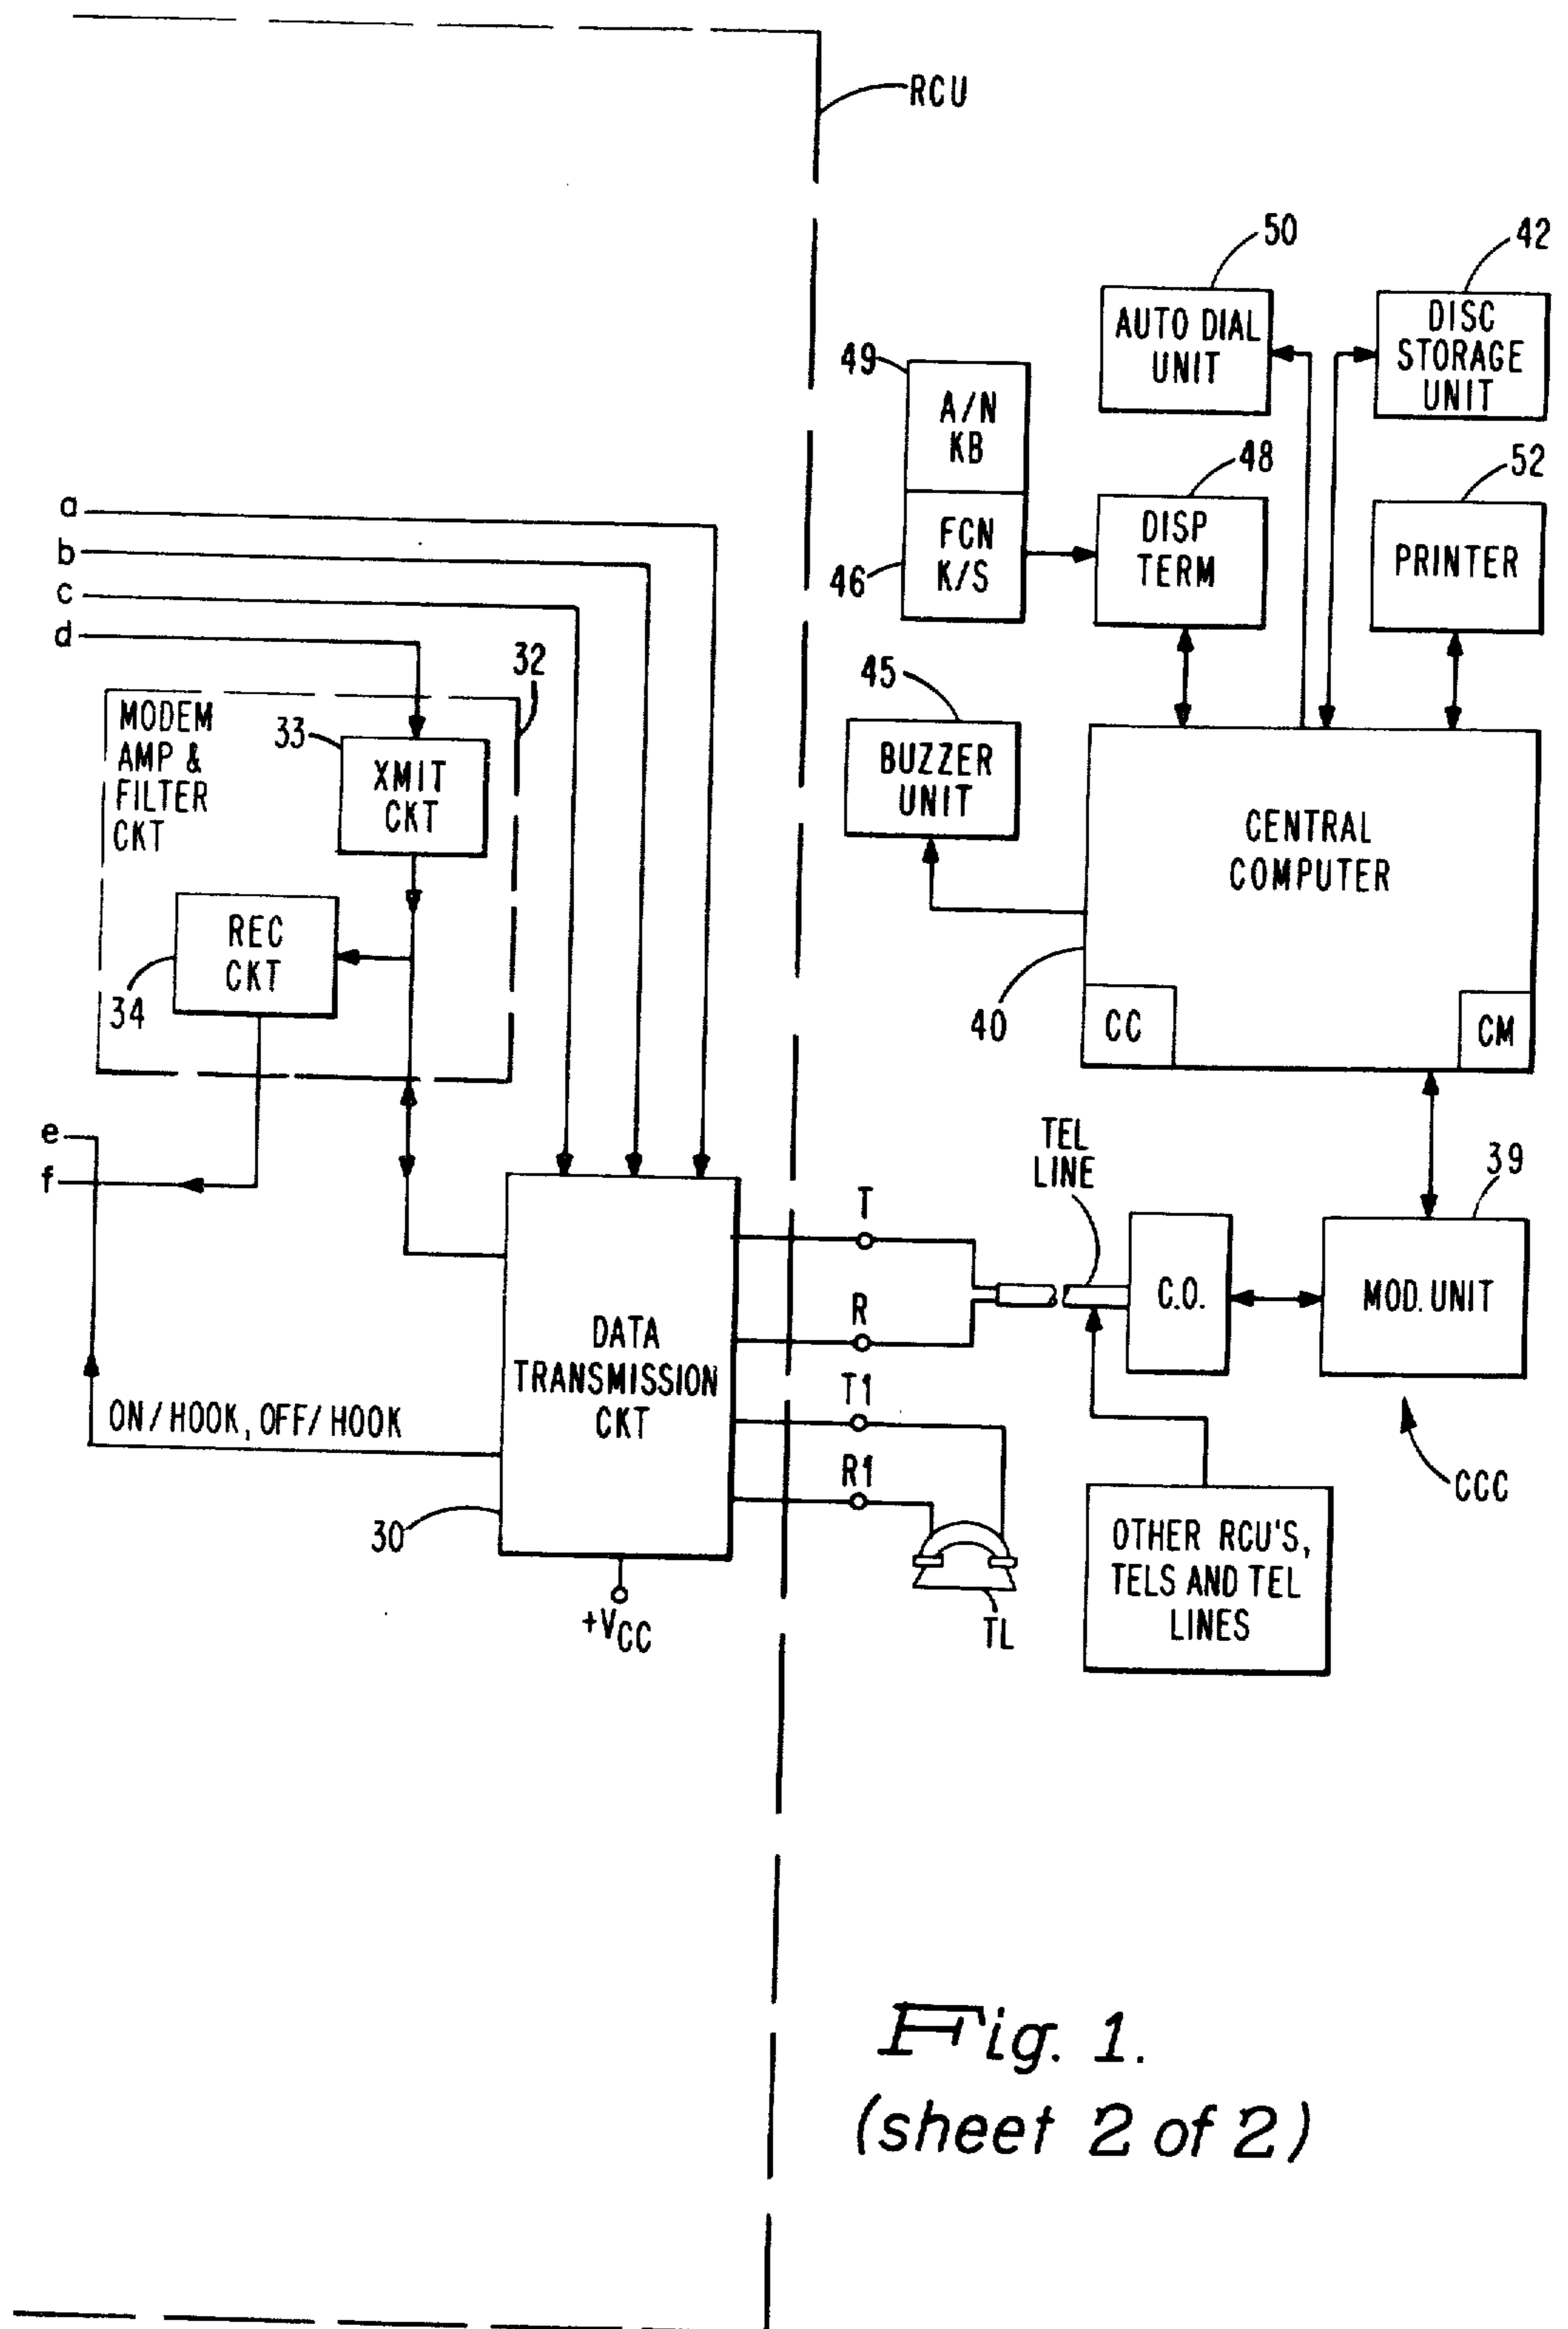 RCU
50
42
AUTO DIAL
UNIT
DISC
STORAGE
UNIT
49
A/N
KB
48
52
FCN
K/S
46
DISP
TERM
PRINTER
a
b
c
d
32
45
MODEM
AMP &
FILTER
CKT
33
XMIT
CKT
BUZZER
UNIT
CENTRAL
COMPUTER
REC
CKT
34
40
CC
CM
e
f
TEL
LINE
39
T
R
T1
R1
C.O.
MOD. UNIT
DATA
TRANSMISSION
CKT
ON/HOOK, OFF/HOOK
CCC
30
OTHER RCU'S,
TELS AND TEL
LINES
+VCC
TL
Fig. 1.
(sheet 2 of 2)